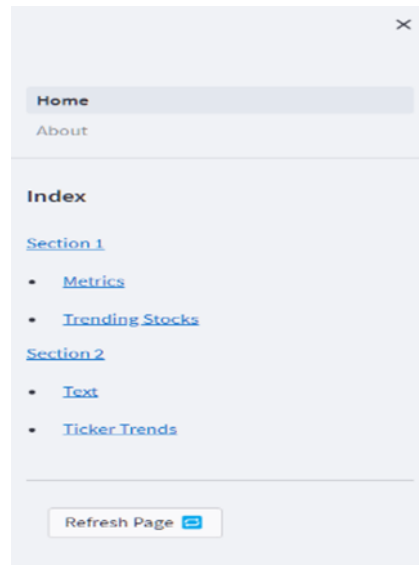 Home
About
Index
Section 1
• Metrics
• Trending Stocks
Section 2
• Text
• Ticker Trends
Refresh Page